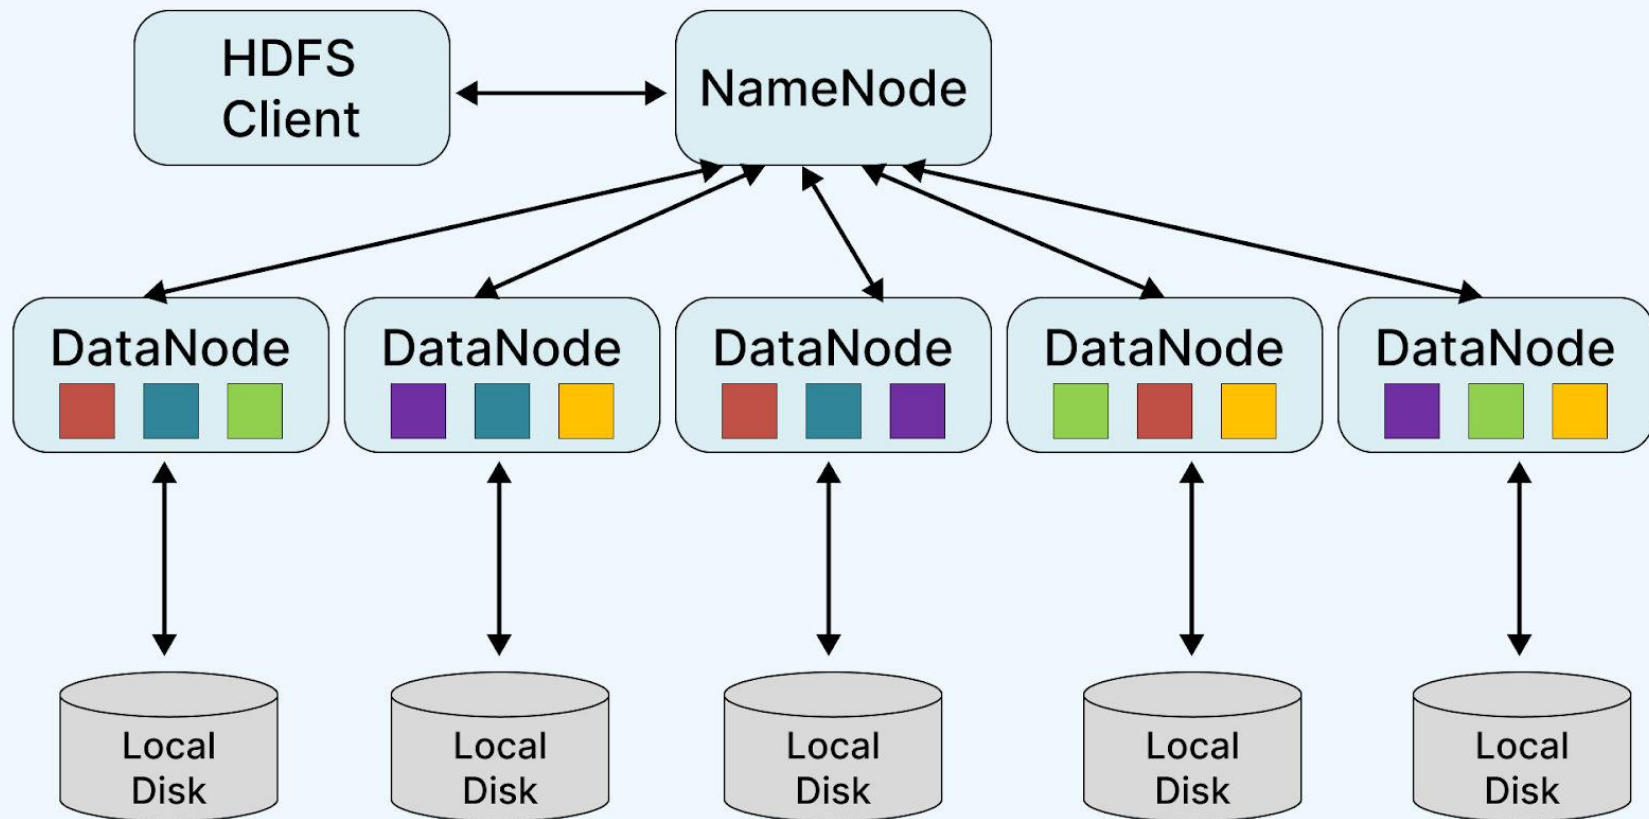 HDFS
Client
NameNode
DataNode
DataNode
DataNode
DataNode
DataNode
Local
Disk
Local
Disk
Local
Disk
Local
Disk
Local
Disk